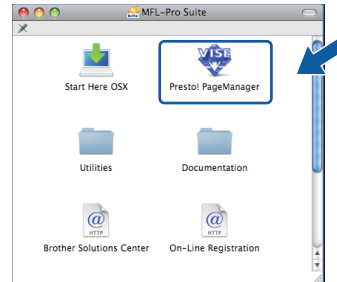 MFL-Pro Suite
VISE
Start Here OSX
Presto! PageManager
Utilities
Documentation
@
HTTP
@
HTTP
Brother Solutions Center
On-Line Registration